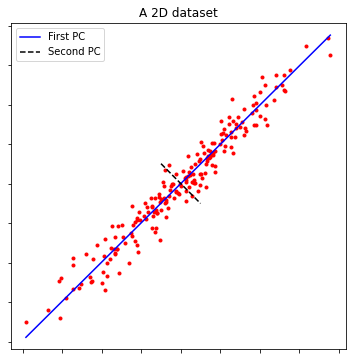 A 2D dataset
First PC
Second PC